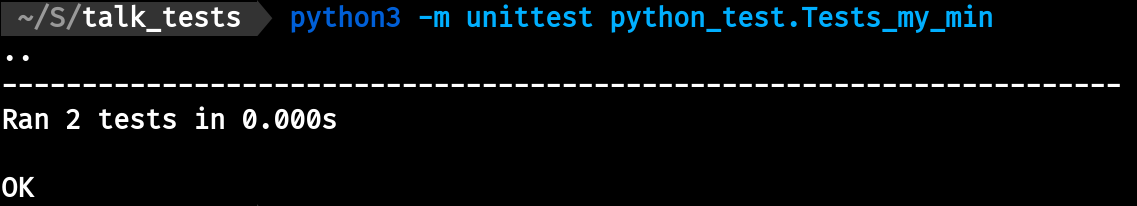 ~/S/talk_tests python3 -m unittest python_test.Tests_my_min
..
----------------------------------------------------------------------
Ran 2 tests in 0.000s
OK